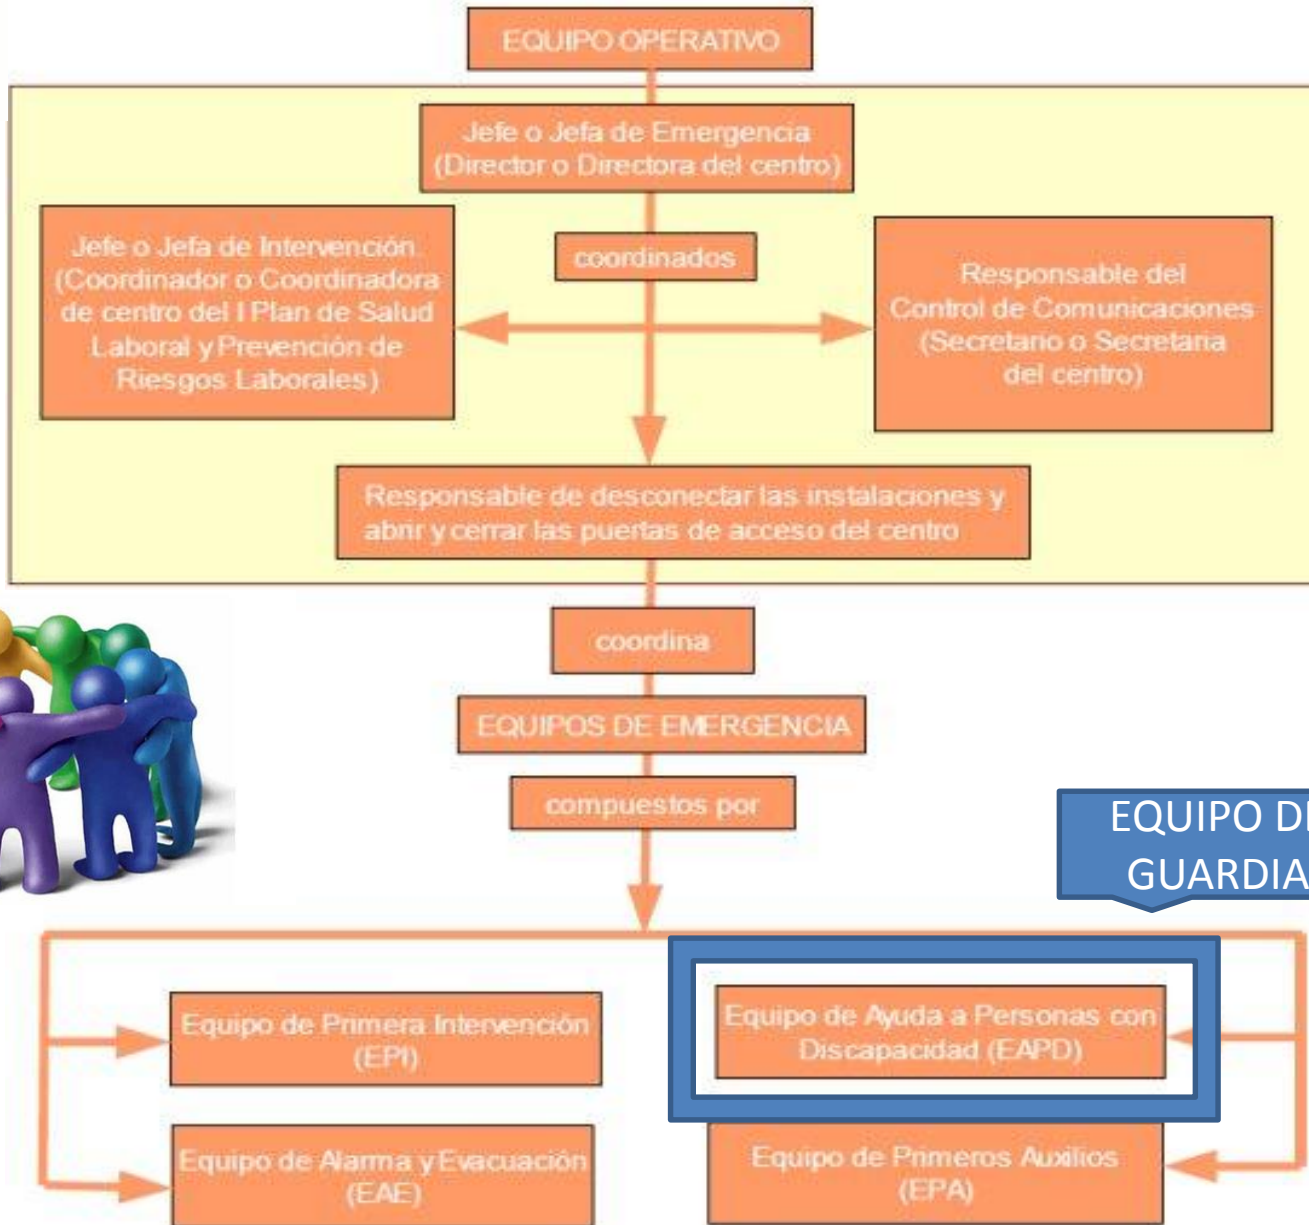 EQUIPO OPERATIVO
Jefe o Jefa de Emergencia
(Director o Directora del centro)
Jefe o Jefa de Intervención
(Coordinador o Coordinadora
de centro del I Plan de Salud
Laboral y Prevención de
Riesgos Laborales)
coordinados
Responsable del
Control de Comunicaciones
(Secretario o Secretaria
del centro)
Responsable de desconectar las instalaciones y
abrir y cerrar las puertas de acceso del centro
coordina
EQUIPOS DE EMERGENCIA
compuestos por
EQUIPO DE
GUARDIA
Equipo de Primera Intervención
(EPI)
Equipo de Ayuda a Personas con
Discapacidad (EAPD)
Equipo de Alarma y Evacuación
(EAE)
Equipo de Primeros Auxilios
(EPA)